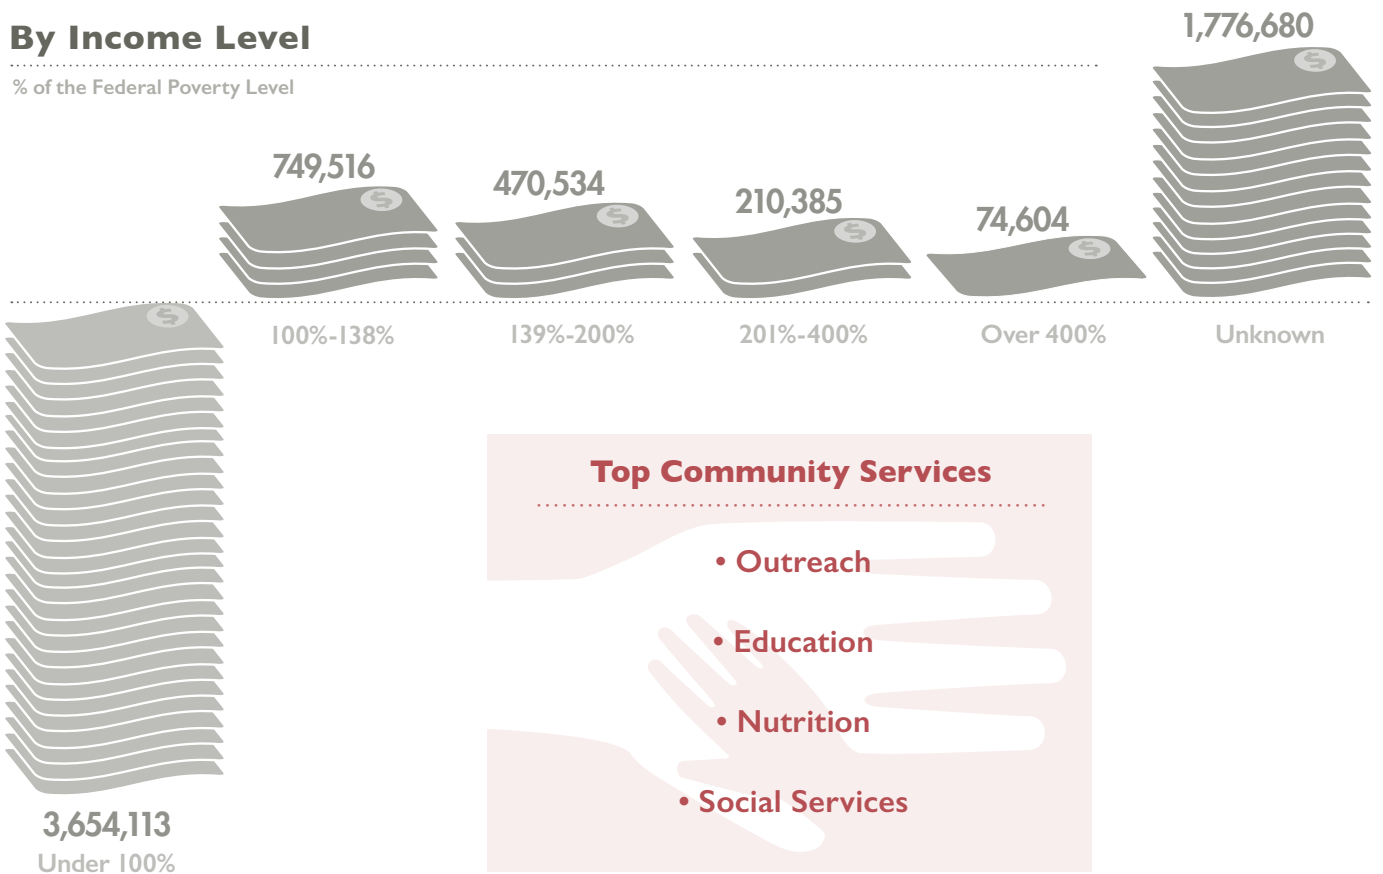 By Income Level
% of the Federal Poverty Level
1,776,680
749,516
470,534
210,385
74,604
100%-138%
139%-200%
201%-400%
Over 400%
Unknown
3,654,113
Under 100%
Top Community Services
• Outreach
• Education
• Nutrition
• Social Services